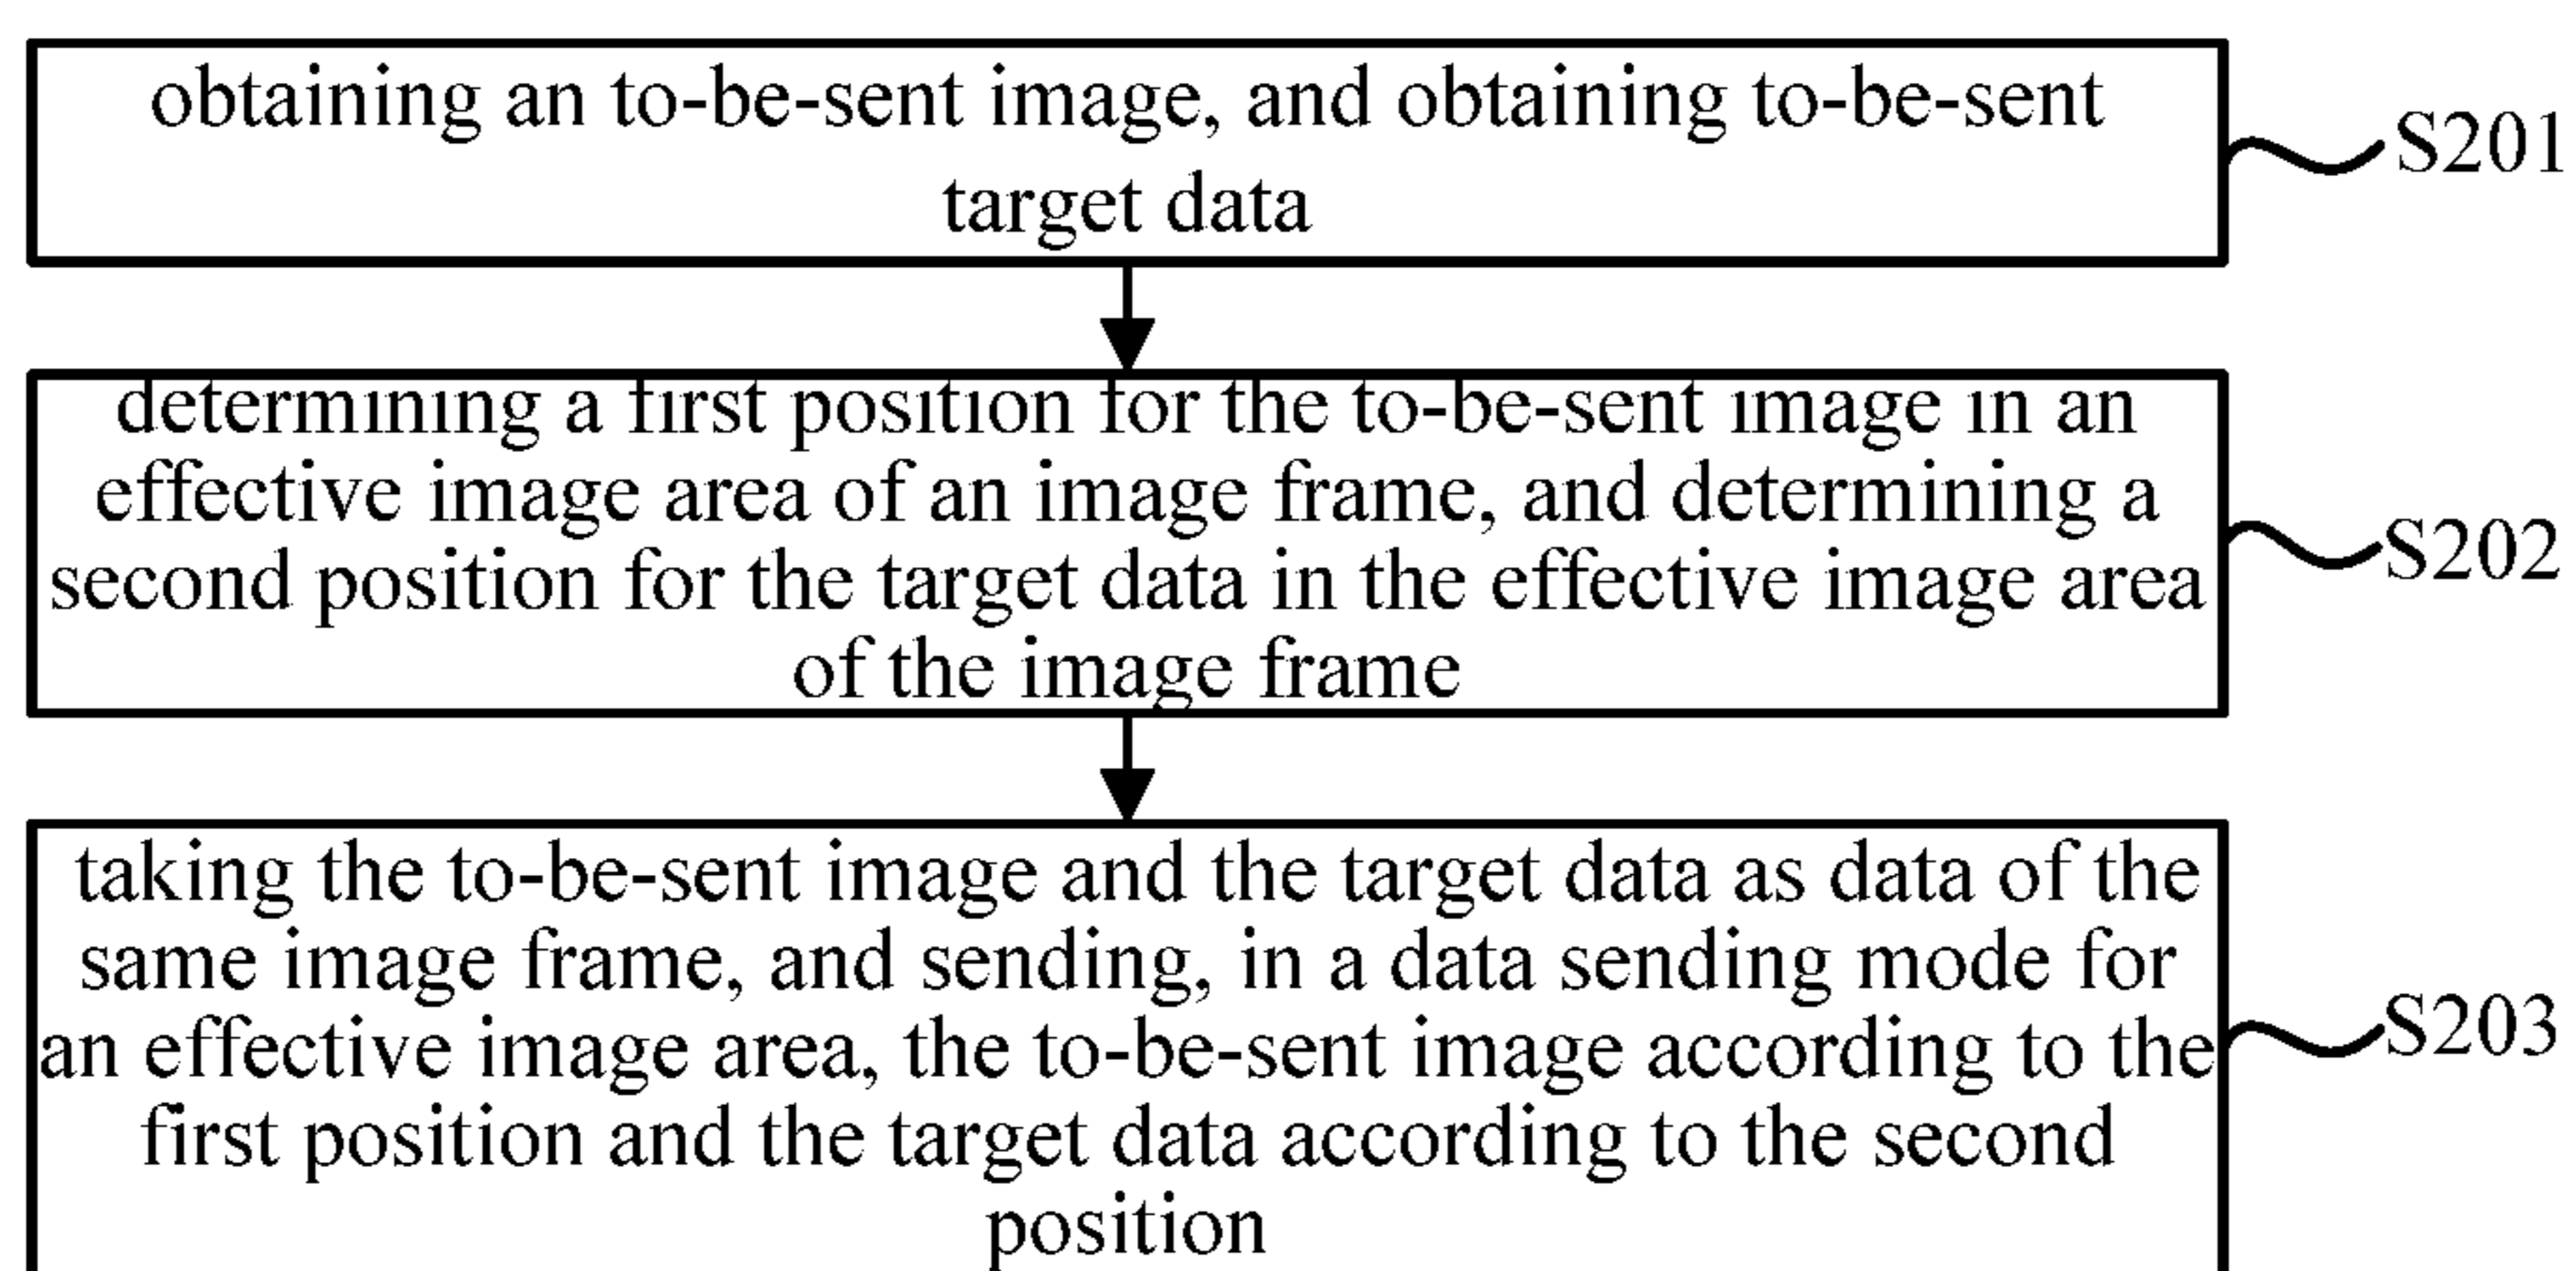 obtaining an to-be-sent image, and obtaining to-be-sent
target data
S201
determining a first position for the to-be-sent image in an
effective image area of an image frame, and determining a
second position for the target data in the effective image area
of the image frame
S202
taking the to-be-sent image and the target data as data of the
same image frame, and sending, in a data sending mode for
an effective image area, the to-be-sent image according to the
first position and the target data according to the second
position
S203